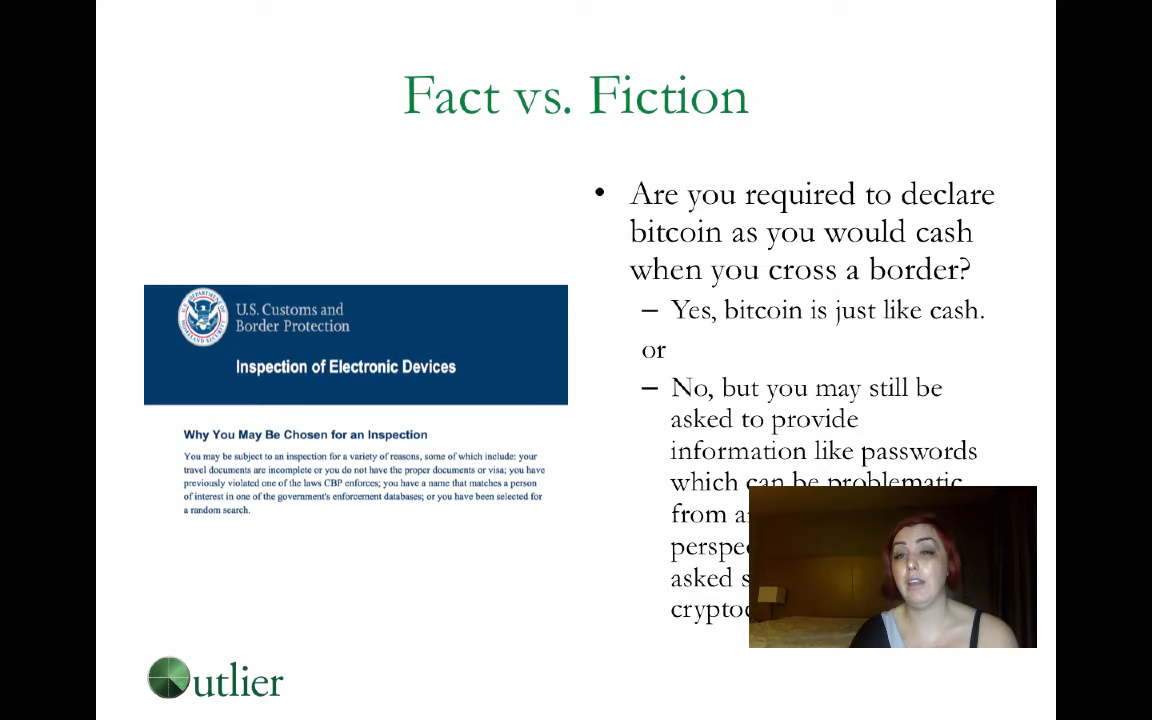 Fact vs. Fiction
U.S. Customs and
Border Protection
Inspection of Electronic Devices
Why You May Be Chosen for an Inspection
You may be subject to an inspection for a variety of reasons, some of which include: your
travel documents are incomplete or you do not have the proper documents or visa; you have
previously violated one of the laws CBP enforces; you have a name that matches a person
of interest in one of the government's enforcement databases; or you have been selected for
a random search.
• Are you required to declare
bitcoin as you would cash
when you cross a border?
– Yes, bitcoin is just like cash.
or
– No, but you may still be
asked to provide
information like passwords
which can be problematic
from
asked
Outlier